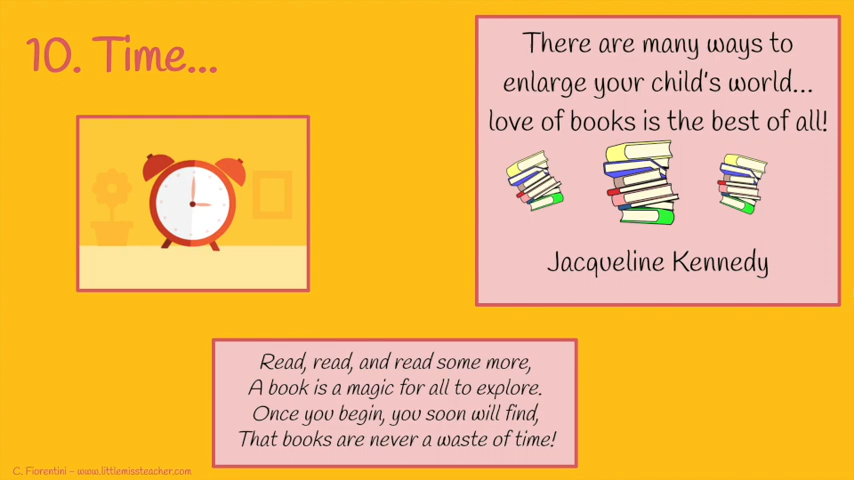 10. Time...
There are many ways to
enlarge your child's world...
love of books is the best of all!
Jacqueline Kennedy
Read, read, and read some more,
A book is a magic for all to explore.
Once you begin, you soon will find,
That books are never a waste of time!
C. Fiorentini - www.littlemissteacher.com